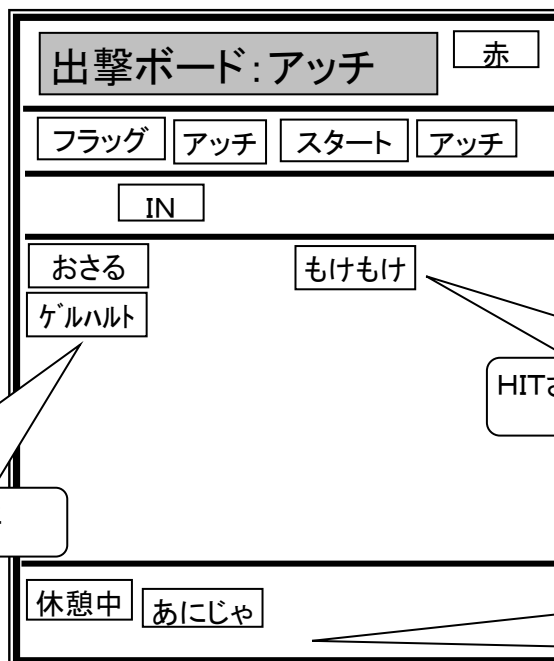 出撃ボード:アッチ 赤
フラッグ アッチ スタート アッチ
IN
おさる もけもけ
ｹﾞﾙﾊﾙﾄ
HIT
休憩中 あにじゃ